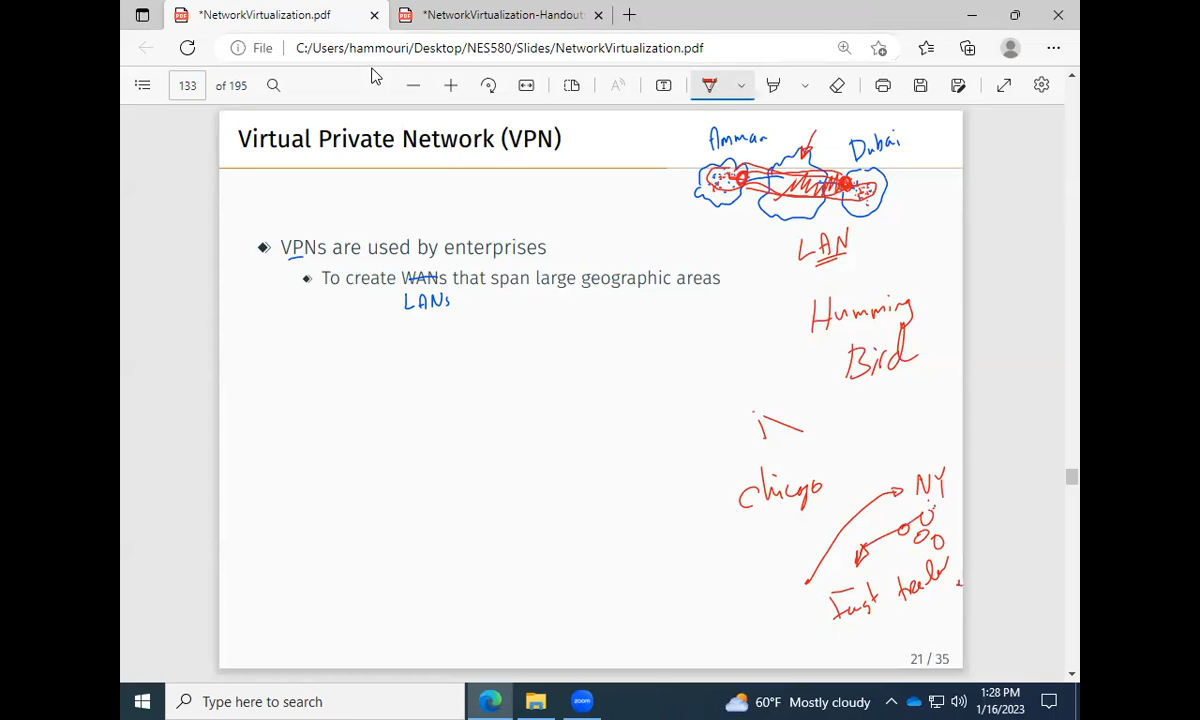 *NetworkVirtualization.pdf
*NetworkVirtualization-Handout
File
C:/Users/hammouri/Desktop/NES580/Slides/NetworkVirtualization.pdf
133 of 195
Virtual Private Network (VPN)
Amman
Dubai
VPNs are used by enterprises
LAN
To create WANs that span large geographic areas
LANs
Humming
Bird
Chicago
NY
Fast
21 / 35
Type here to search
60°F Mostly cloudy
1:28 PM
1/16/2023
zoom